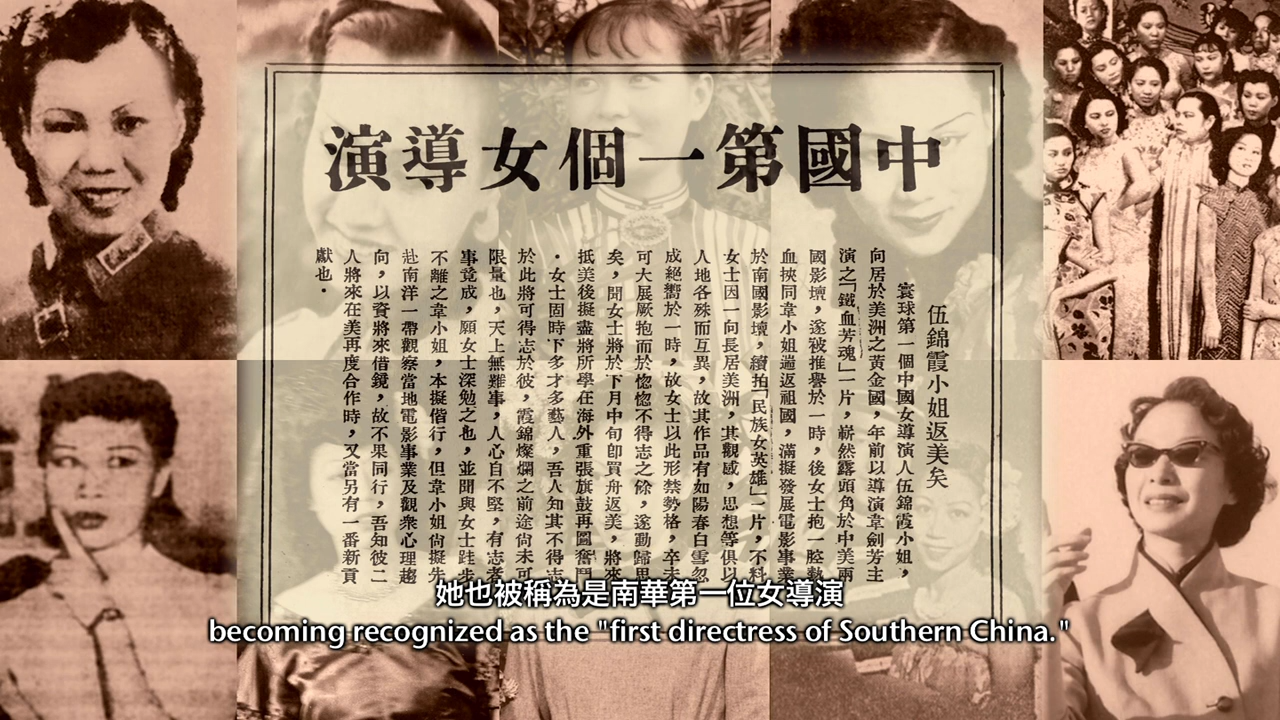 中國第一個女導演
伍錦霞小姐返美矣
寰球第一個中國女導演人伍錦霞小姐，
向居於美洲之黃金國，年前以導演韋劍芳主
演之「鐵血芳魂」一片，嶄然露頭角於中美兩
國影壇，遂被推譽於一時，後女士抱一腔熱
血挾同韋小姐遄返祖國，滿擬發展電影事業
於南國影壇，續拍「民族女英雄」一片，不料
女士因一向長居美洲，其觀感，思想等俱以
人地各殊而互異，故其作品有如陽春白雪忽
成絕嚮於一時，故女士以此形禁勢格，卒未
可大展厥抱而於惚惚不得志之餘，遂動歸思
矣，聞女士將於下月中旬卽買舟返美，將來
抵美後擬盡將所學在海外重張旗鼓再圖奮鬥
・女士固時下多才多藝人，吾人知其不得志
於此將可得志於彼，霞錦燦爛之前途尙未可
限量也，天上無難事，人心自不堅，有志者
事竟成，願女士深勉之也，並聞與女士跬步
不離之韋小姐，本擬偕行，但韋小姐尙擬先
赴南洋一帶觀察當地電影事業及觀衆心理趨
向，以資將來借鏡，故不果同行，吾知彼二
人將來在美再度合作時，又當另有一番新貢
獻也・
她也被稱為是南華第一位女導演
becoming recognized as the "first directress of Southern China."